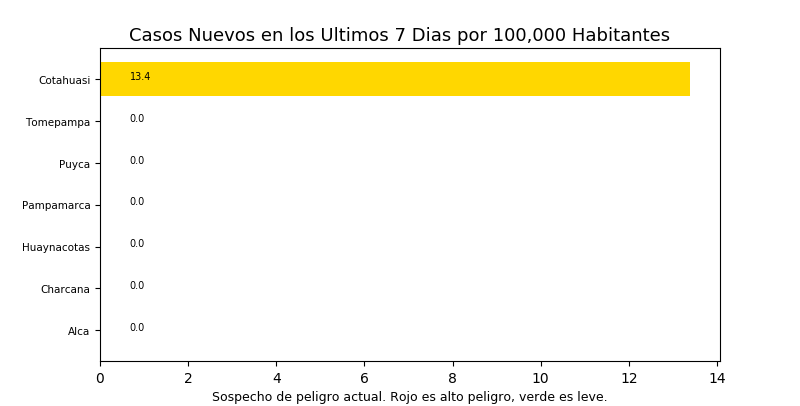 Casos Nuevos en los Ultimos 7 Dias por 100,000 Habitantes
Cotahuasi 13.4
Tomepampa 0.0
Puyca 0.0
Pampamarca 0.0
Huaynacotas 0.0
Charcana 0.0
Alca 0.0
0 2 4 6 8 10 12 14
Sospecho de peligro actual. Rojo es alto peligro, verde es leve.